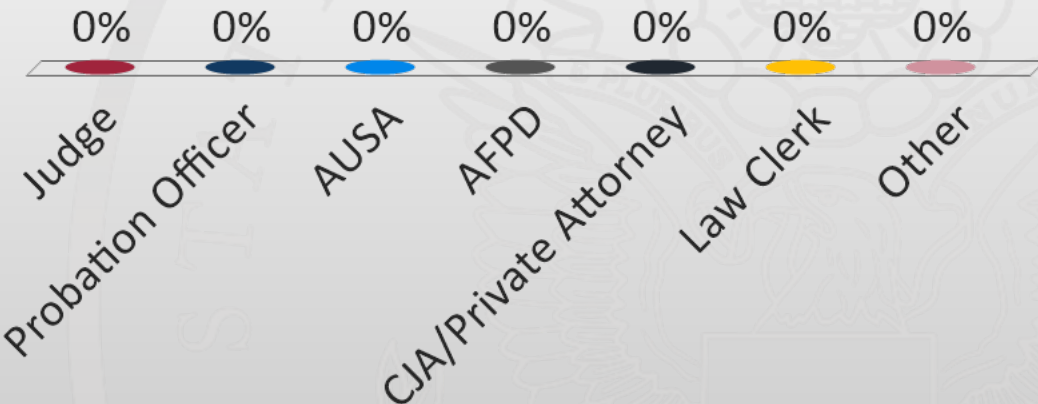 0% 0% 0% 0% 0% 0% 0%
Judge
Probation Officer
AUSA
AFPD
CJA/Private Attorney
Law Clerk
Other